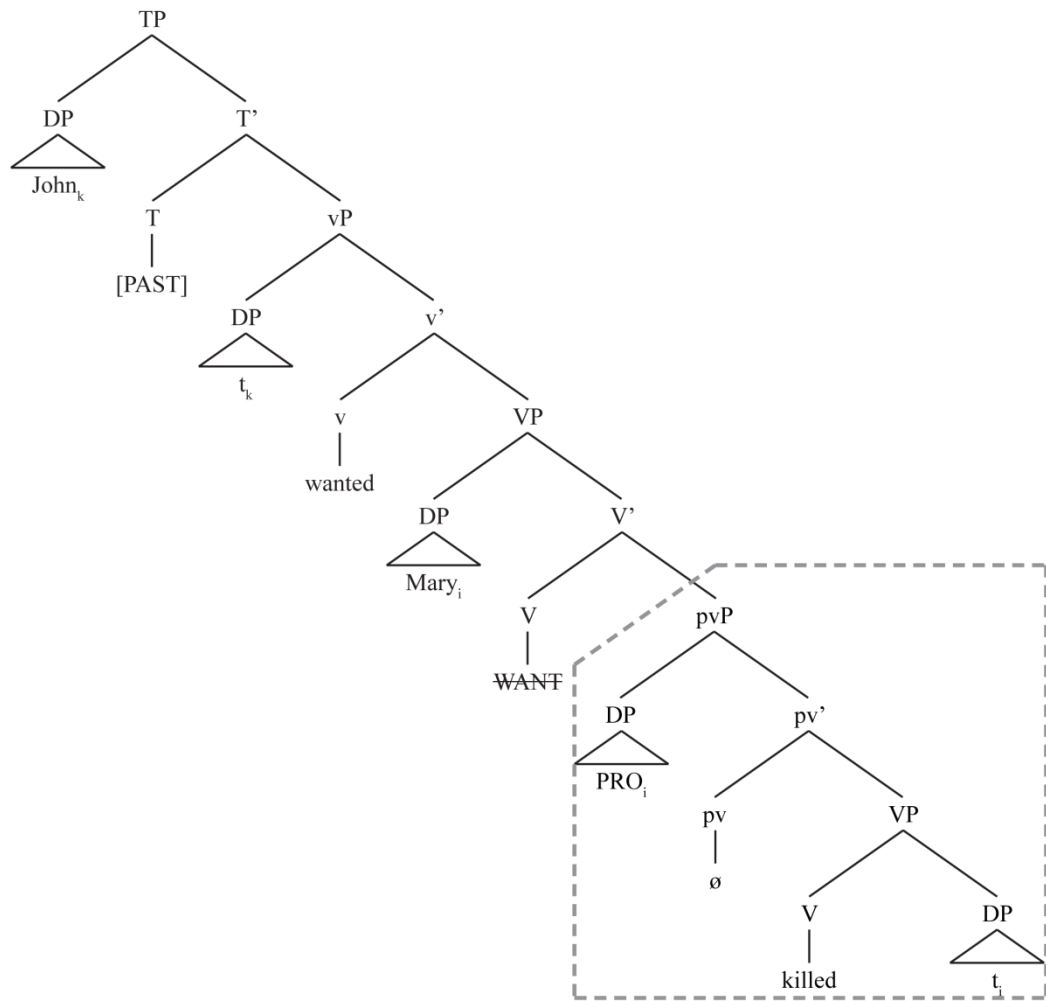 TP
DP T’
John_k
T vP
[PAST]
DP v’
t_k
v VP
wanted
DP V’
Mary_i
V pvP
WANT
DP pv’
PRO_i
pv VP
ø
V DP
killed t_i